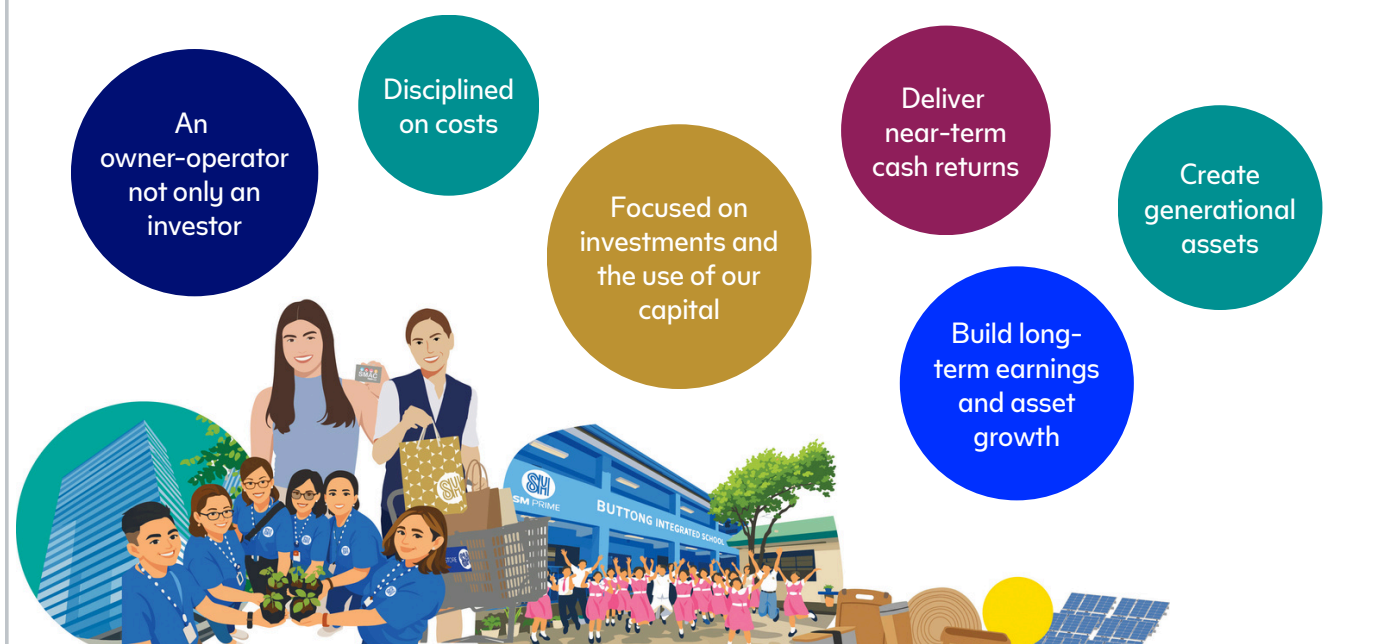 An
owner-operator
not only an
investor
Disciplined
on costs
Focused on
investments and
the use of our
capital
Deliver
near-term
cash returns
Create
generational
assets
Build long-
term earnings
and asset
growth
SMAC
SM
SM
SM PRIME
BUTTONG INTEGRATED SCHOOL